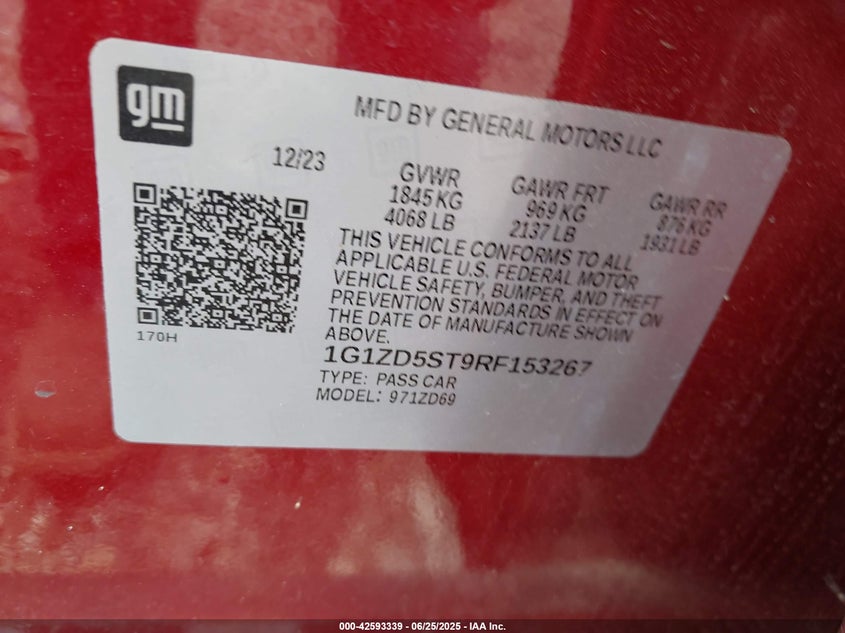 gm
MFD BY GENERAL MOTORS LLC
12/23
GVWR
1845 KG
4068 LB
GAWR FRT
969 KG
2137 LB
GAWR RR
876 KG
1931 LB
THIS VEHICLE CONFORMS TO ALL
APPLICABLE U.S. FEDERAL MOTOR
VEHICLE SAFETY, BUMPER, AND THEFT
PREVENTION STANDARDS IN EFFECT ON
THE DATE OF MANUFACTURE SHOWN
ABOVE.
170H
1G1ZD5ST9RF153267
TYPE: PASS CAR
MODEL: 971ZD69
000-42593339 - 06/25/2025 - IAA Inc.